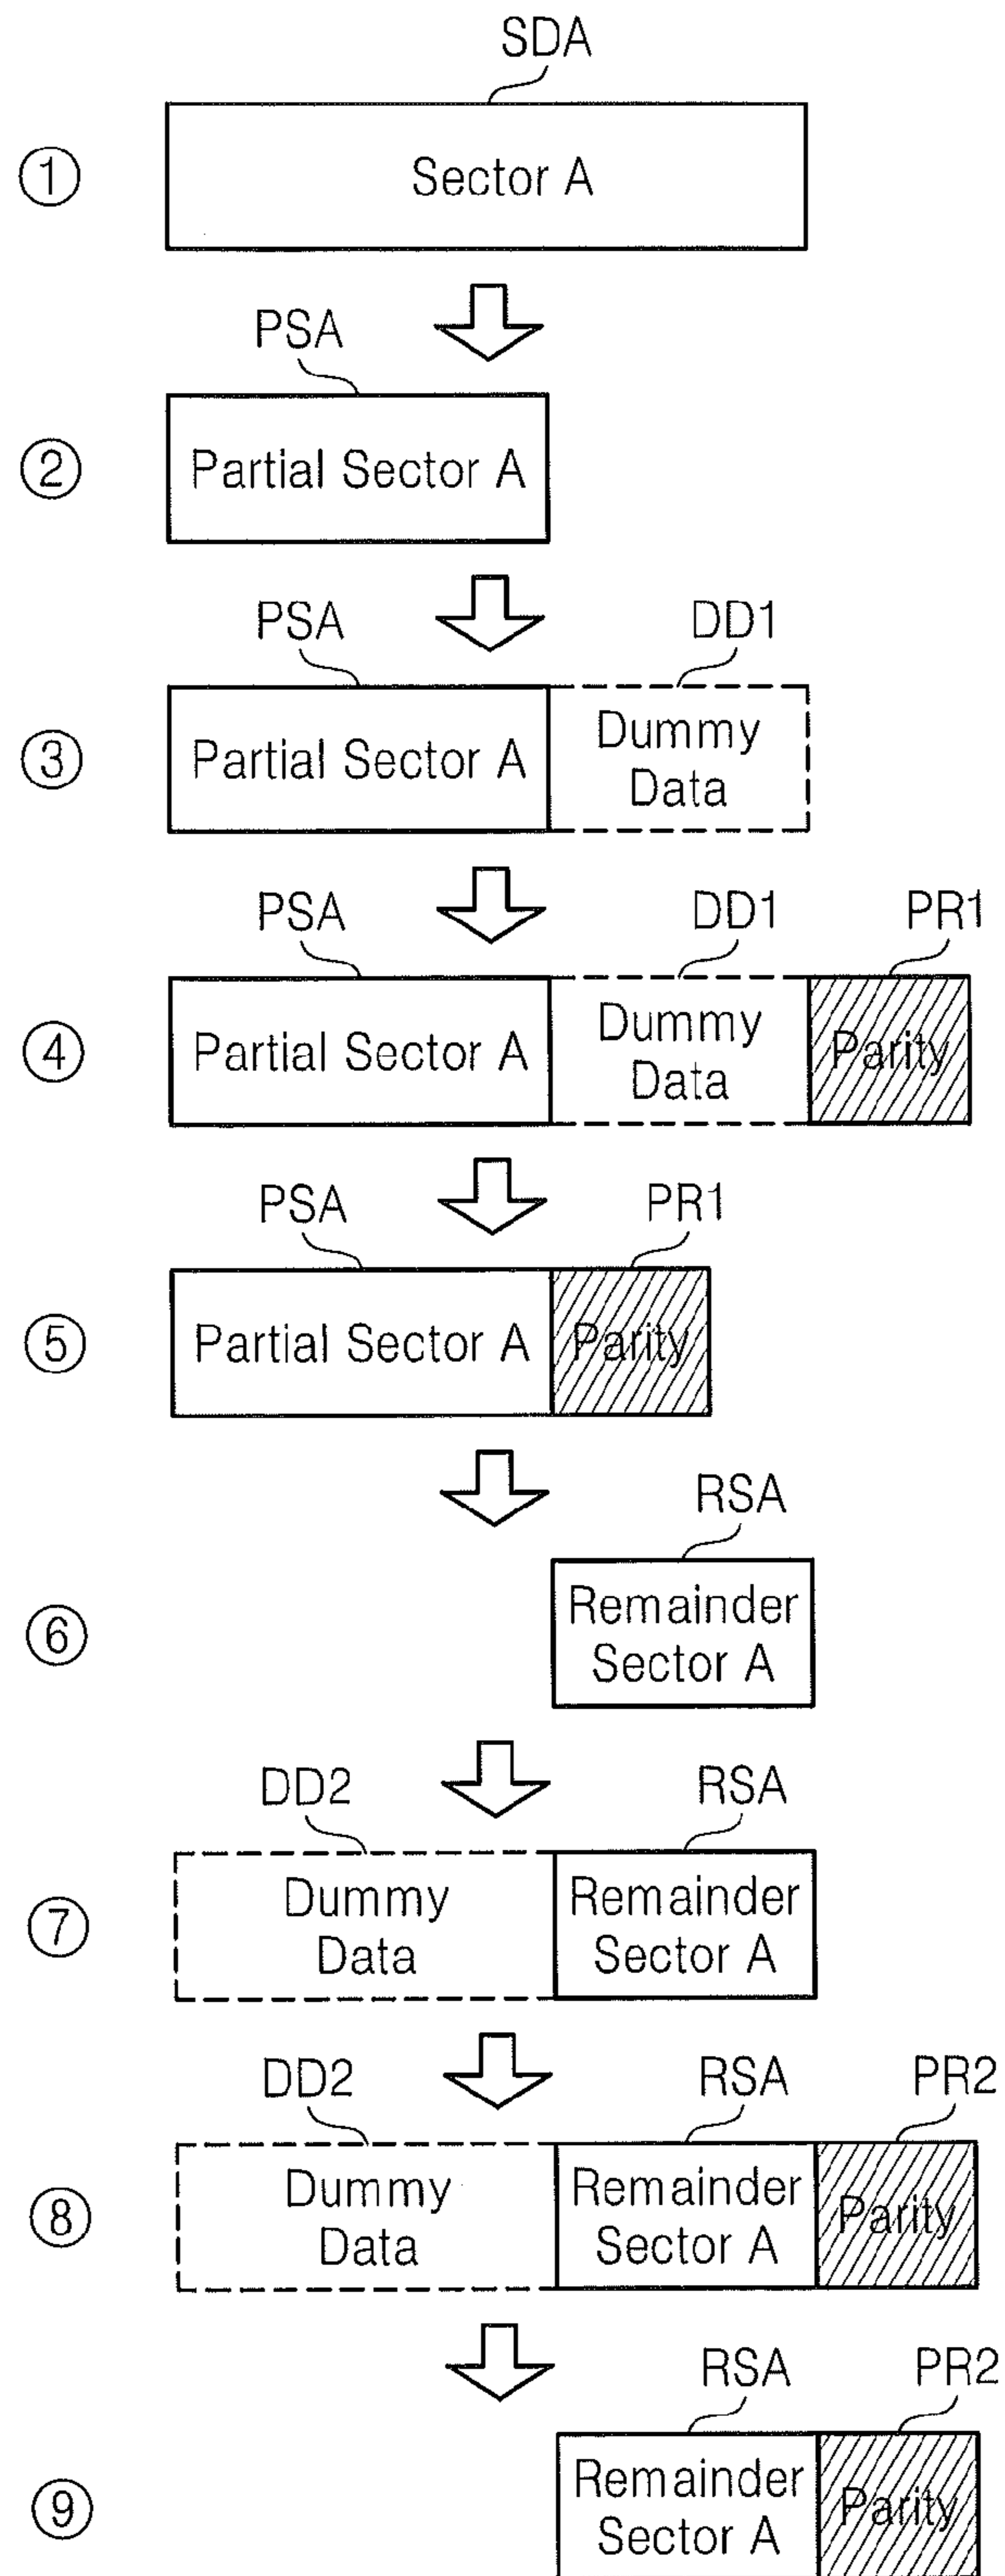 SDA
① Sector A
PSA
② Partial Sector A
PSA DD1
③ Partial Sector A Dummy
Data
PSA DD1 PR1
④ Partial Sector A Dummy
Data Parity
PSA PR1
⑤ Partial Sector A Parity
RSA
⑥ Remainder
Sector A
DD2 RSA
⑦ Dummy
Data Remainder
Sector A
DD2 RSA PR2
⑧ Dummy
Data Remainder
Sector A Parity
RSA PR2
⑨ Remainder
Sector A Parity